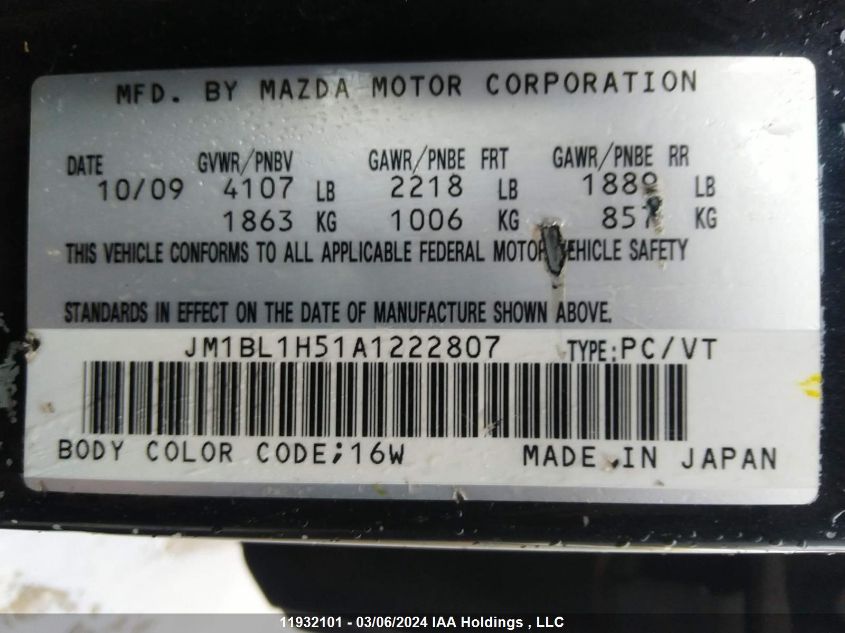 MFD. BY MAZDA MOTOR CORPORATION
DATE GVWR/PNBV GAWR/PNBE FRT GAWR/PNBE RR
10/09 4107 LB 2218 LB 1889 LB
1863 KG 1006 KG 857 KG
THIS VEHICLE CONFORMS TO ALL APPLICABLE FEDERAL MOTOR VEHICLE SAFETY
STANDARDS IN EFFECT ON THE DATE OF MANUFACTURE SHOWN ABOVE.
JM1BL1H51A1222807 TYPE:PC/VT
BODY COLOR CODE;16W MADE IN JAPAN
11932101 - 03/06/2024 IAA Holdings , LLC